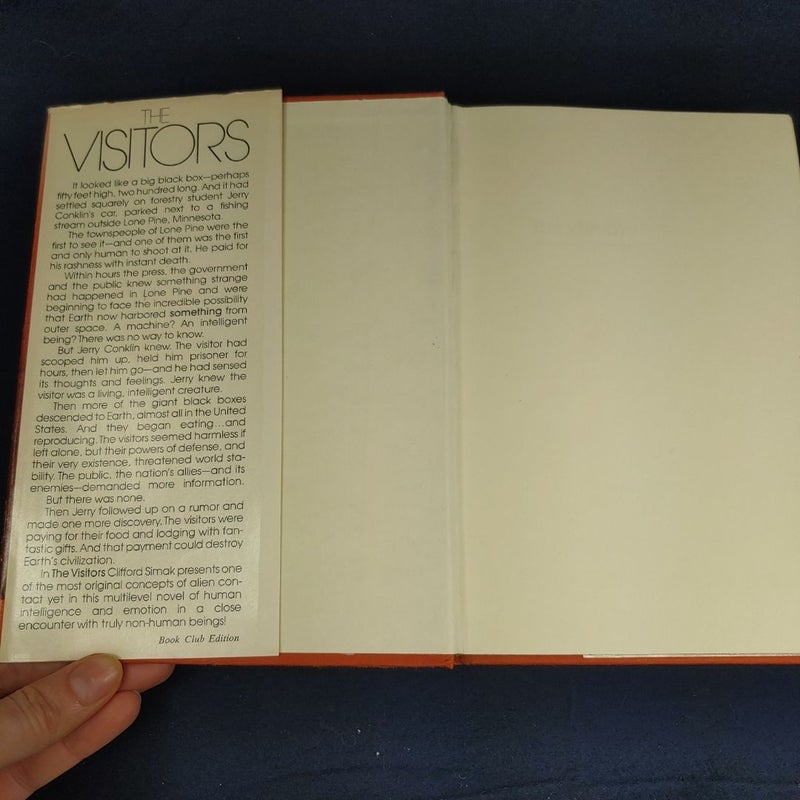 THE
VISITORS
It looked like a big black box—perhaps
fifty feet high, two hundred long. And it had
settled squarely on forestry student Jerry
Conklin's car, parked next to a fishing
stream outside Lone Pine, Minnesota.
The townspeople of Lone Pine were the
first to see it—and one of them was the first
and only human to shoot at it. He paid for
his rashness with instant death.
Within hours the press, the government
and the public knew something strange
had happened in Lone Pine and were
beginning to face the incredible possibility
that Earth now harbored something from
outer space. A machine? An intelligent
being? There was no way to know.
But Jerry Conklin knew. The visitor had
scooped him up, held him prisoner for
hours, then let him go—and he had sensed
its thoughts and feelings. Jerry knew the
visitor was a living, intelligent creature.
Then more of the giant black boxes
descended to Earth, almost all in the United
States. And they began eating...and
reproducing. The visitors seemed harmless if
left alone, but their powers of defense, and
their very existence, threatened world sta-
bility. The public, the nation's allies—and its
enemies—demanded more information.
But there was none.
Then Jerry followed up on a rumor and
made one more discovery. The visitors were
paying for their food and lodging with fan-
tastic gifts. And that payment could destroy
Earth's civilization.
In The Visitors Clifford Simak presents one
of the most original concepts of alien con-
tact yet in this multilevel novel of human
intelligence and emotion in a close
encounter with truly non-human beings!
Book Club Edition